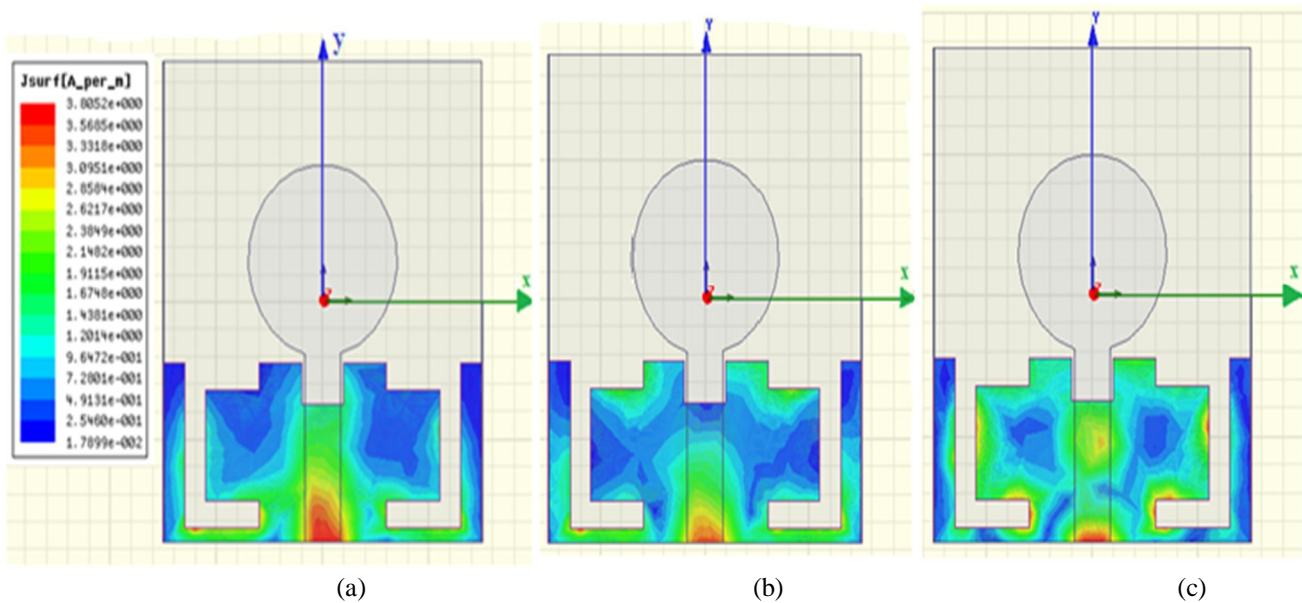 y
Y
Y
Jsurf[A_per_m]
3.8052e+000
3.5685e+000
3.3318e+000
3.0951e+000
2.8584e+000
2.6217e+000
2.3849e+000
2.1482e+000
1.9115e+000
1.6748e+000
1.4381e+000
1.2014e+000
9.6472e-001
7.2801e-001
4.9131e-001
2.5460e-001
1.7899e-002
x
x
x
(a)
(b)
(c)